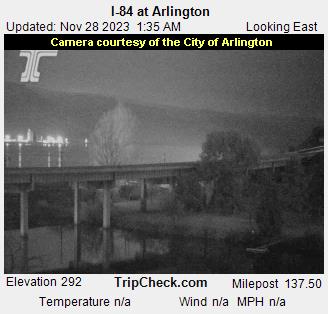 I-84 at Arlington
Updated: Nov 28 2023 1:35 AM Looking East
Camera courtesy of the City of Arlington
Elevation 292 TripCheck.com Milepost 137.50
Temperature n/a Wind n/a MPH n/a